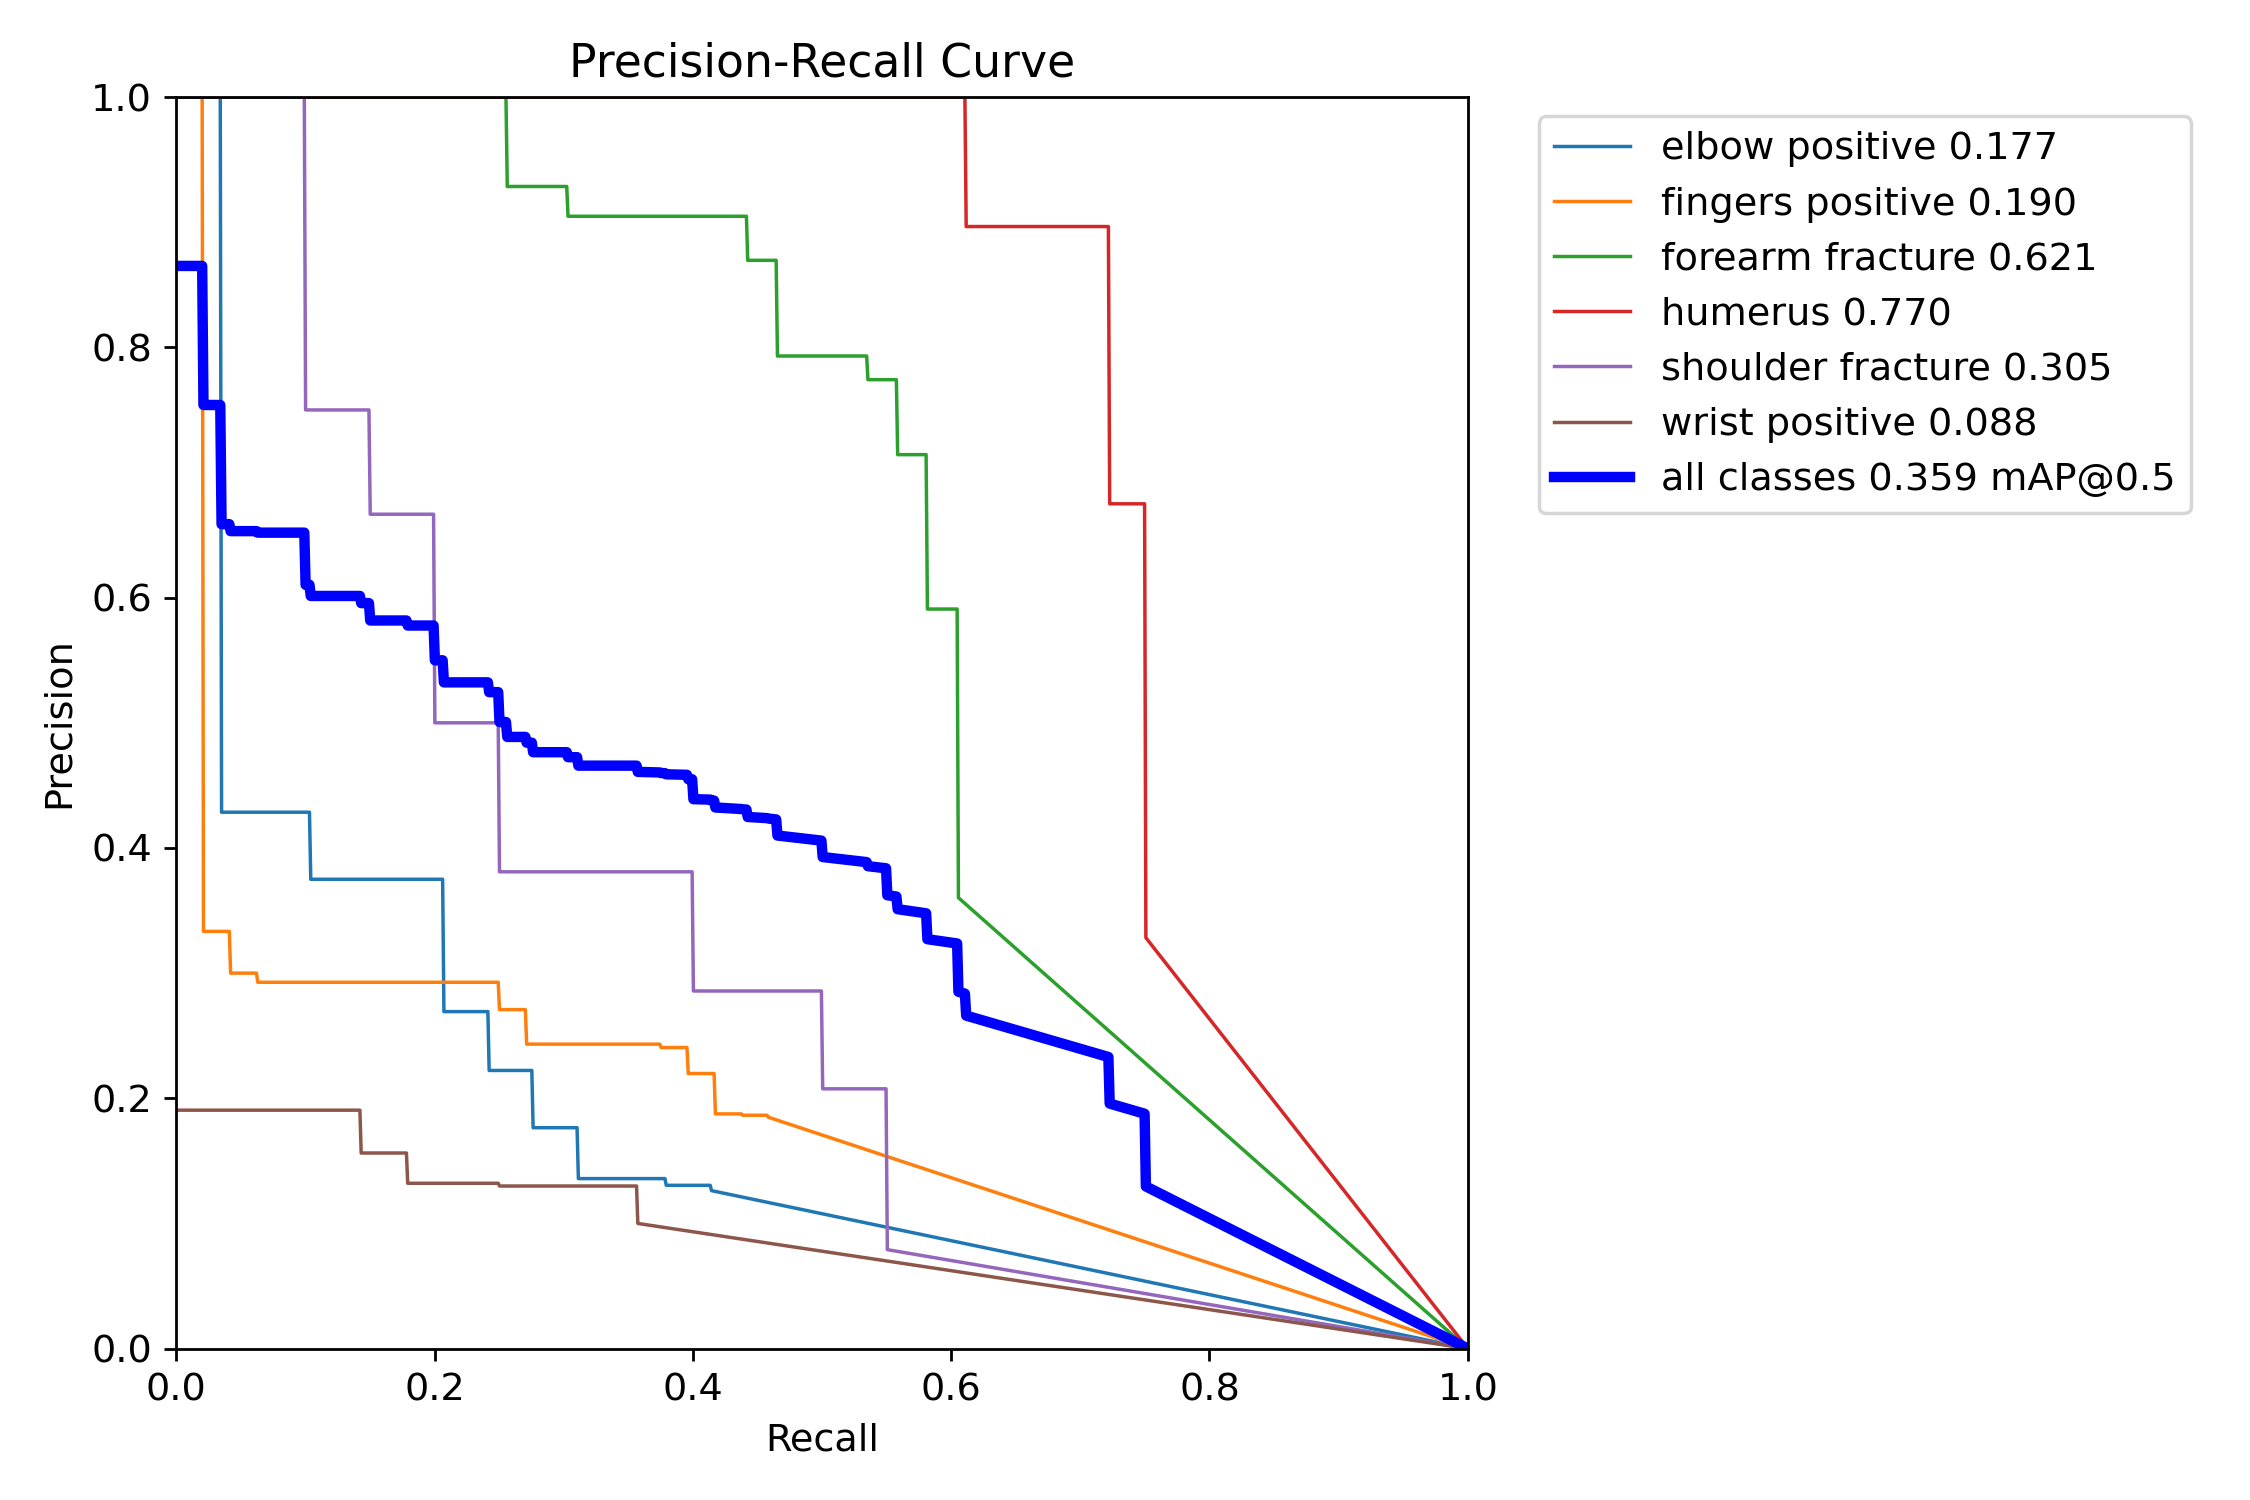 Precision-Recall Curve
1.0
0.8
0.6
0.4
0.2
0.0
Precision
0.0 0.2 0.4 0.6 0.8 1.0
Recall
elbow positive 0.177
fingers positive 0.190
forearm fracture 0.621
humerus 0.770
shoulder fracture 0.305
wrist positive 0.088
all classes 0.359 mAP@0.5